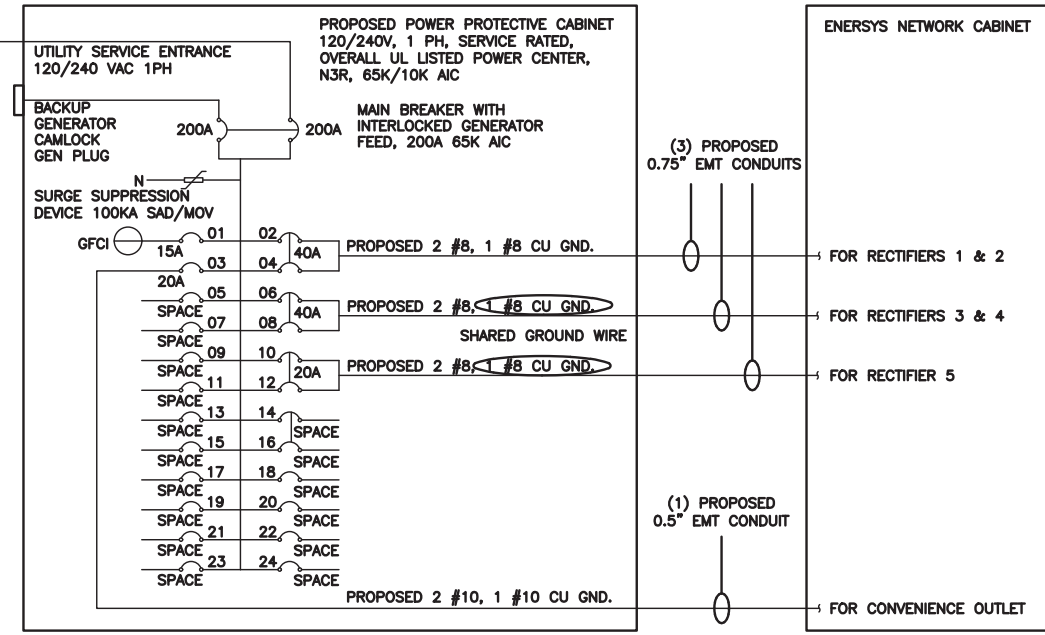 PROPOSED POWER PROTECTIVE CABINET
120/240V, 1 PH, SERVICE RATED,
OVERALL UL LISTED POWER CENTER,
N3R, 65K/10K AIC
ENERSYS NETWORK CABINET
UTILITY SERVICE ENTRANCE
120/240 VAC 1PH
BACKUP
GENERATOR
CAMLOCK
GEN PLUG
200A
200A
MAIN BREAKER WITH
INTERLOCKED GENERATOR
FEED, 200A 65K AIC
(3) PROPOSED
0.75" EMT CONDUITS
N
SURGE SUPPRESSION
DEVICE 100KA SAD/MOV
GFCI
15A
01
02
40A
PROPOSED 2 #8, 1 #8 CU GND.
FOR RECTIFIERS 1 & 2
20A
03
04
SPACE
05
06
40A
PROPOSED 2 #8, 1 #8 CU GND.
FOR RECTIFIERS 3 & 4
SPACE
07
08
SHARED GROUND WIRE
SPACE
09
10
20A
PROPOSED 2 #8, 1 #8 CU GND.
FOR RECTIFIER 5
SPACE
11
12
SPACE
13
14
SPACE
SPACE
15
16
SPACE
SPACE
17
18
SPACE
SPACE
19
20
SPACE
SPACE
21
22
SPACE
SPACE
23
24
SPACE
(1) PROPOSED
0.5" EMT CONDUIT
PROPOSED 2 #10, 1 #10 CU GND.
FOR CONVENIENCE OUTLET